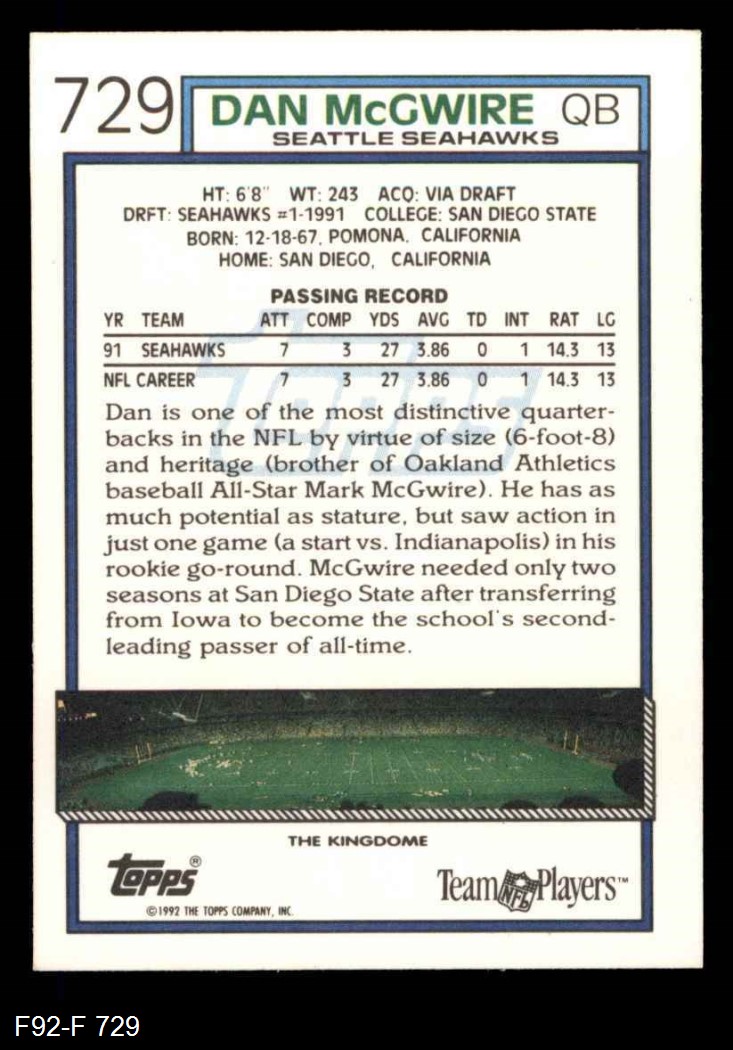 729 DAN McGWIRE QB
SEATTLE SEAHAWKS
HT: 6'8" WT: 243 ACQ: VIA DRAFT
DRFT: SEAHAWKS #1-1991 COLLEGE: SAN DIEGO STATE
BORN: 12-18-67, POMONA, CALIFORNIA
HOME: SAN DIEGO, CALIFORNIA
PASSING RECORD
YR TEAM ATT COMP YDS AVG TD INT RAT LG
91 SEAHAWKS 7 3 27 3.86 0 1 14.3 13
NFL CAREER 7 3 27 3.86 0 1 14.3 13
topps
Dan is one of the most distinctive quarter-
backs in the NFL by virtue of size (6-foot-8)
and heritage (brother of Oakland Athletics
baseball All-Star Mark McGwire). He has as
much potential as stature, but saw action in
just one game (a start vs. Indianapolis) in his
rookie go-round. McGwire needed only two
seasons at San Diego State after transferring
from Iowa to become the school's second-
leading passer of all-time.
THE KINGDOME
topps®
Team NFL Players™
©1992 THE TOPPS COMPANY, INC.
F92-F 729